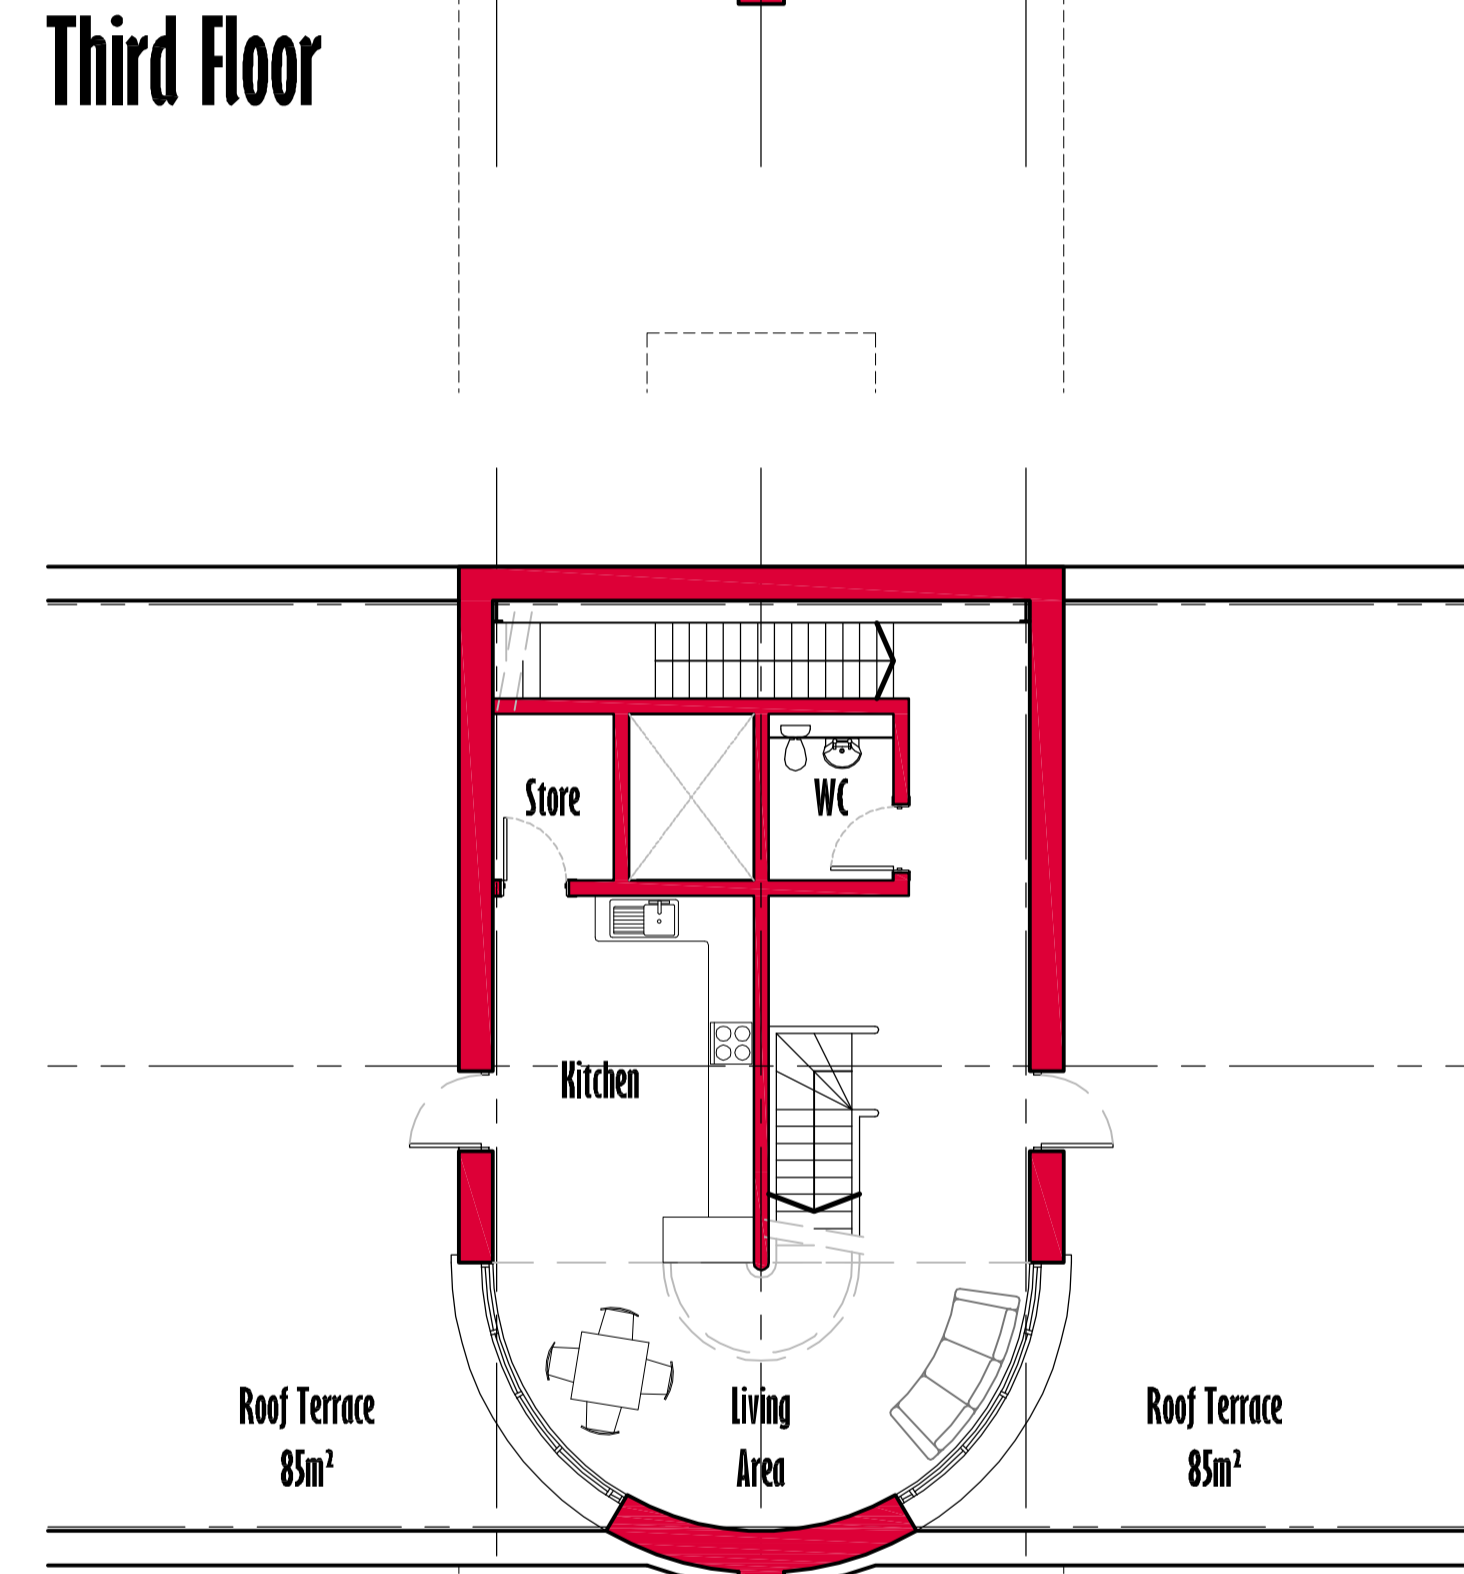 Third Floor
Store
WC
Kitchen
Roof Terrace
85m²
Living
Area
Roof Terrace
85m²